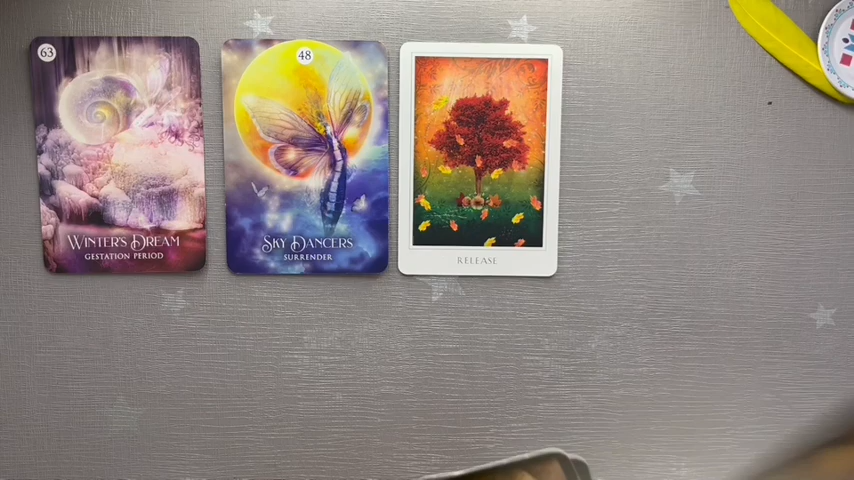 63
WINTER'S DREAM
GESTATION PERIOD
48
SKY DANCERS
SURRENDER
RELEASE